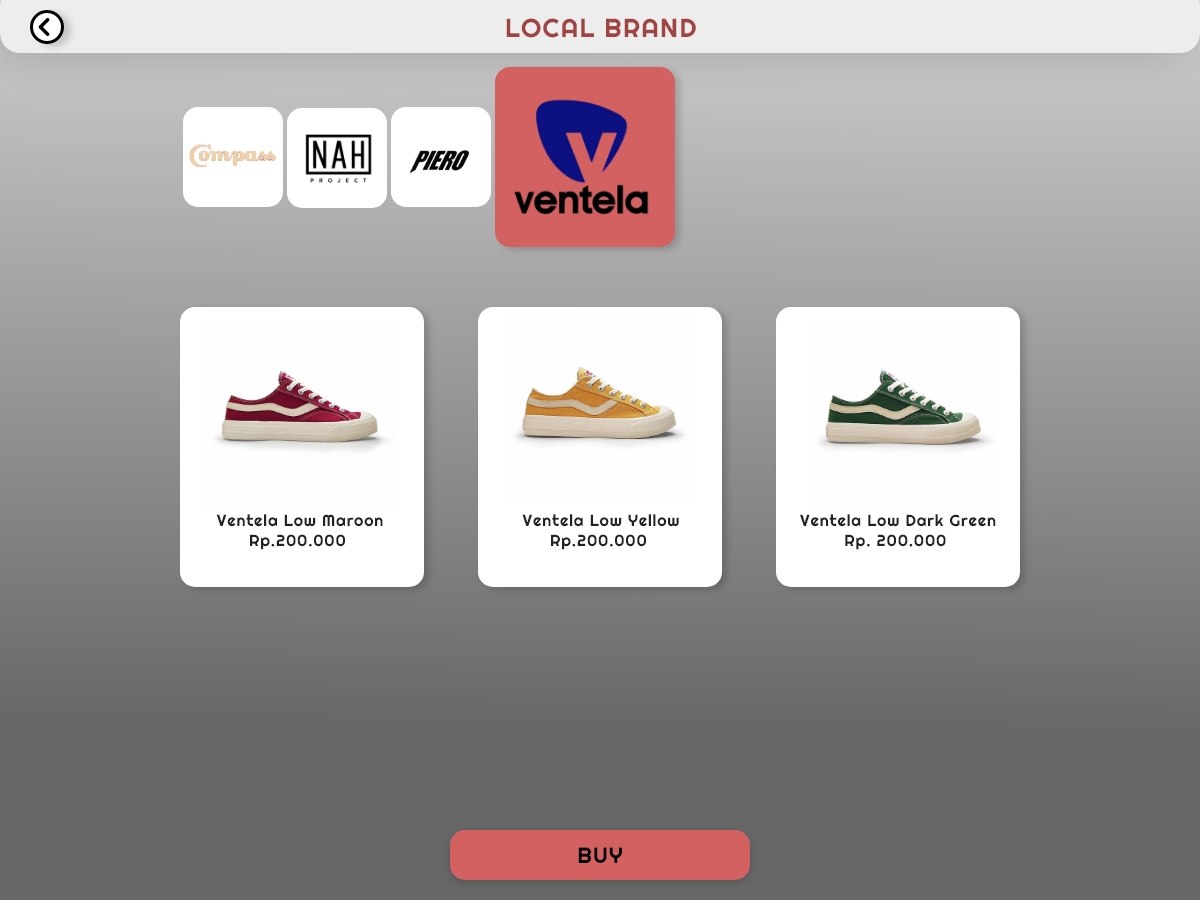 LOCAL BRAND
Compass
NAH
PROJECT
PIERO
ventela
Ventela Low Maroon
Rp.200.000
Ventela Low Yellow
Rp.200.000
Ventela Low Dark Green
Rp. 200.000
BUY